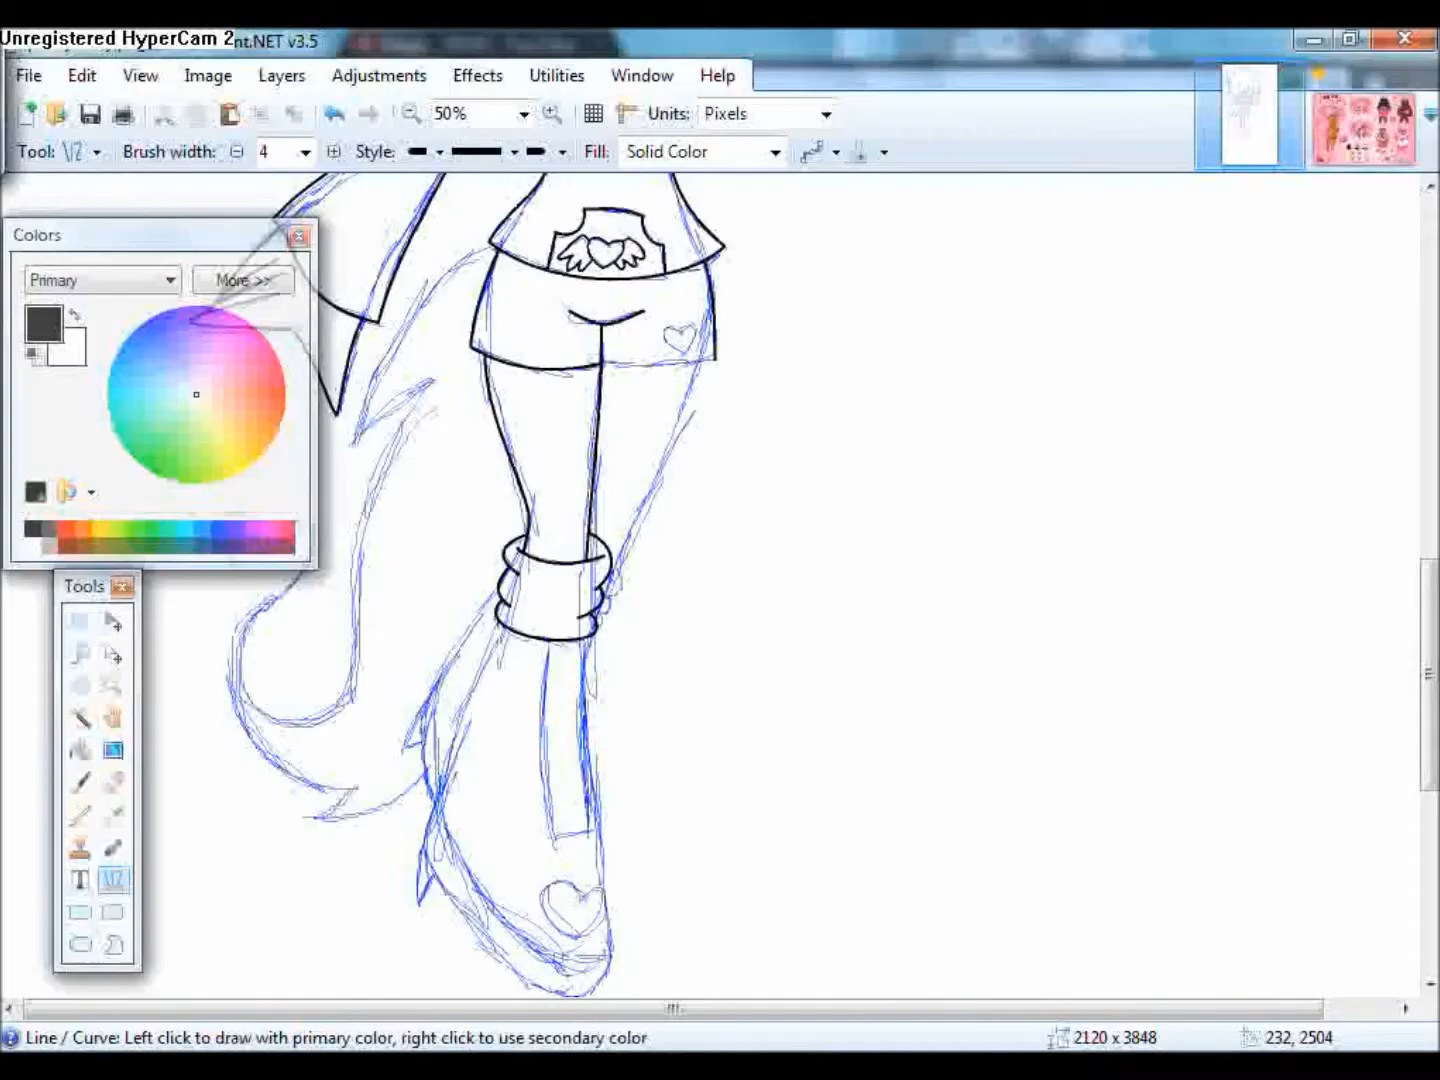 Unregistered HyperCam 2nt.NET v3.5
File Edit View Image Layers Adjustments Effects Utilities Window Help
50% Units: Pixels
Tool: Brush width: 4 Style: Fill: Solid Color
Colors
Primary More >>
Tools
Line / Curve: Left click to draw with primary color, right click to use secondary color 2120 x 3848 232, 2504